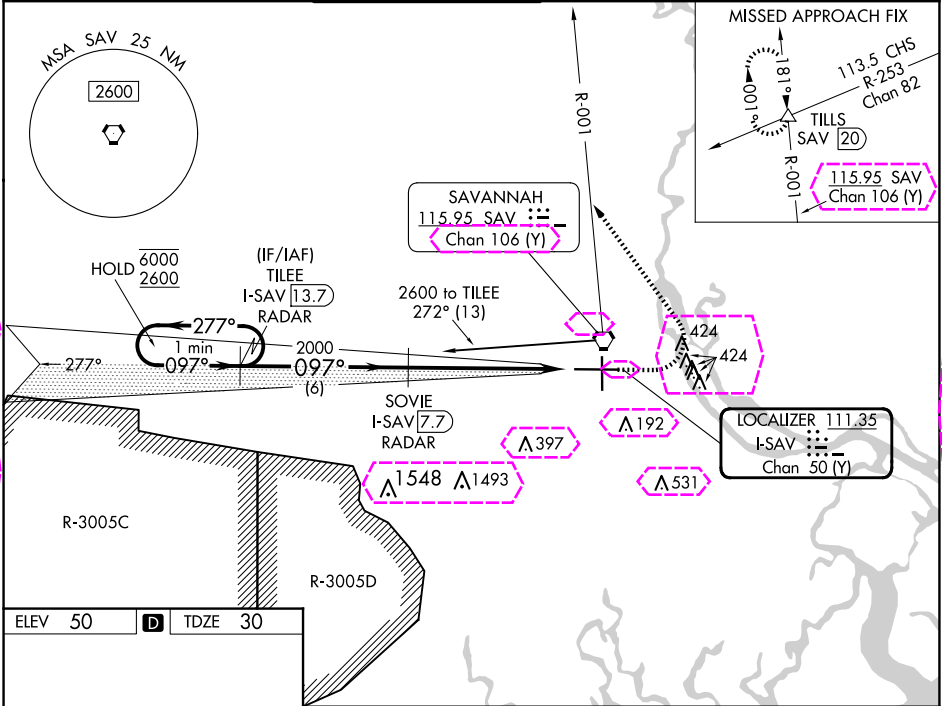 MSA SAV 25 NM
2600
MISSED APPROACH FIX
181°
001°
113.5 CHS
R-253
Chan 82
TILLS
SAV 20
R-001
115.95 SAV
Chan 106 (Y)
R-001
SAVANNAH
115.95 SAV
Chan 106 (Y)
HOLD 6000
2600
(IF/IAF)
TILEE
I-SAV 13.7
RADAR
2600 to TILEE
272° (13)
277°
1 min
097°
277°
2000
097°
(6)
SOVIE
I-SAV 7.7
RADAR
424
424
192
397
1548
1493
531
LOCALIZER 111.35
I-SAV
Chan 50 (Y)
R-3005C
R-3005D
ELEV 50 D TDZE 30